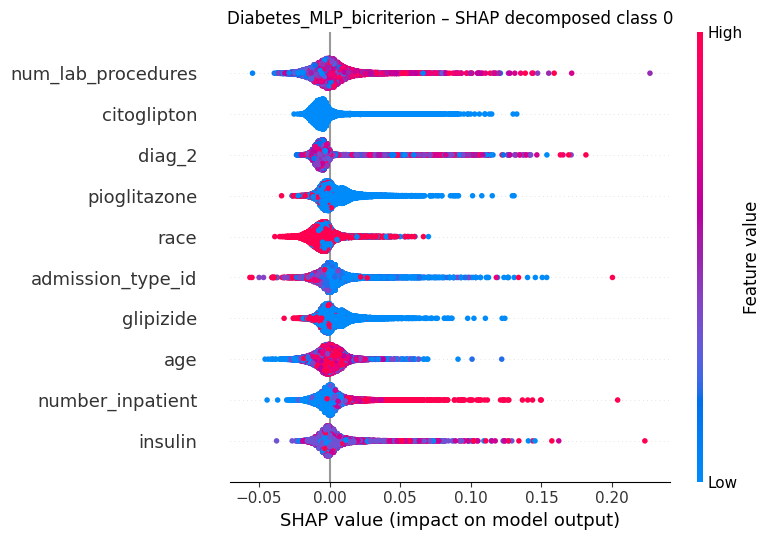 Diabetes_MLP_bicriterion – SHAP decomposed class 0
High
num_lab_procedures
citoglipton
diag_2
pioglitazone
race
admission_type_id
glipizide
age
number_inpatient
insulin
Feature value
Low
−0.05 0.00 0.05 0.10 0.15 0.20
SHAP value (impact on model output)